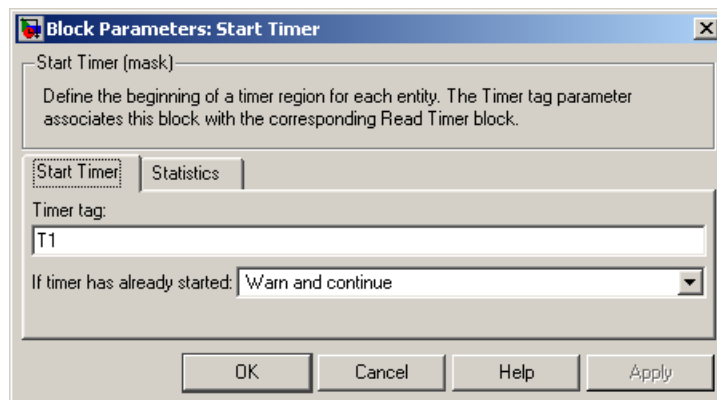 Block Parameters: Start Timer
Start Timer (mask)
Define the beginning of a timer region for each entity. The Timer tag parameter
associates this block with the corresponding Read Timer block.
Start Timer Statistics
Timer tag:
T1
If timer has already started: Warn and continue
OK Cancel Help Apply